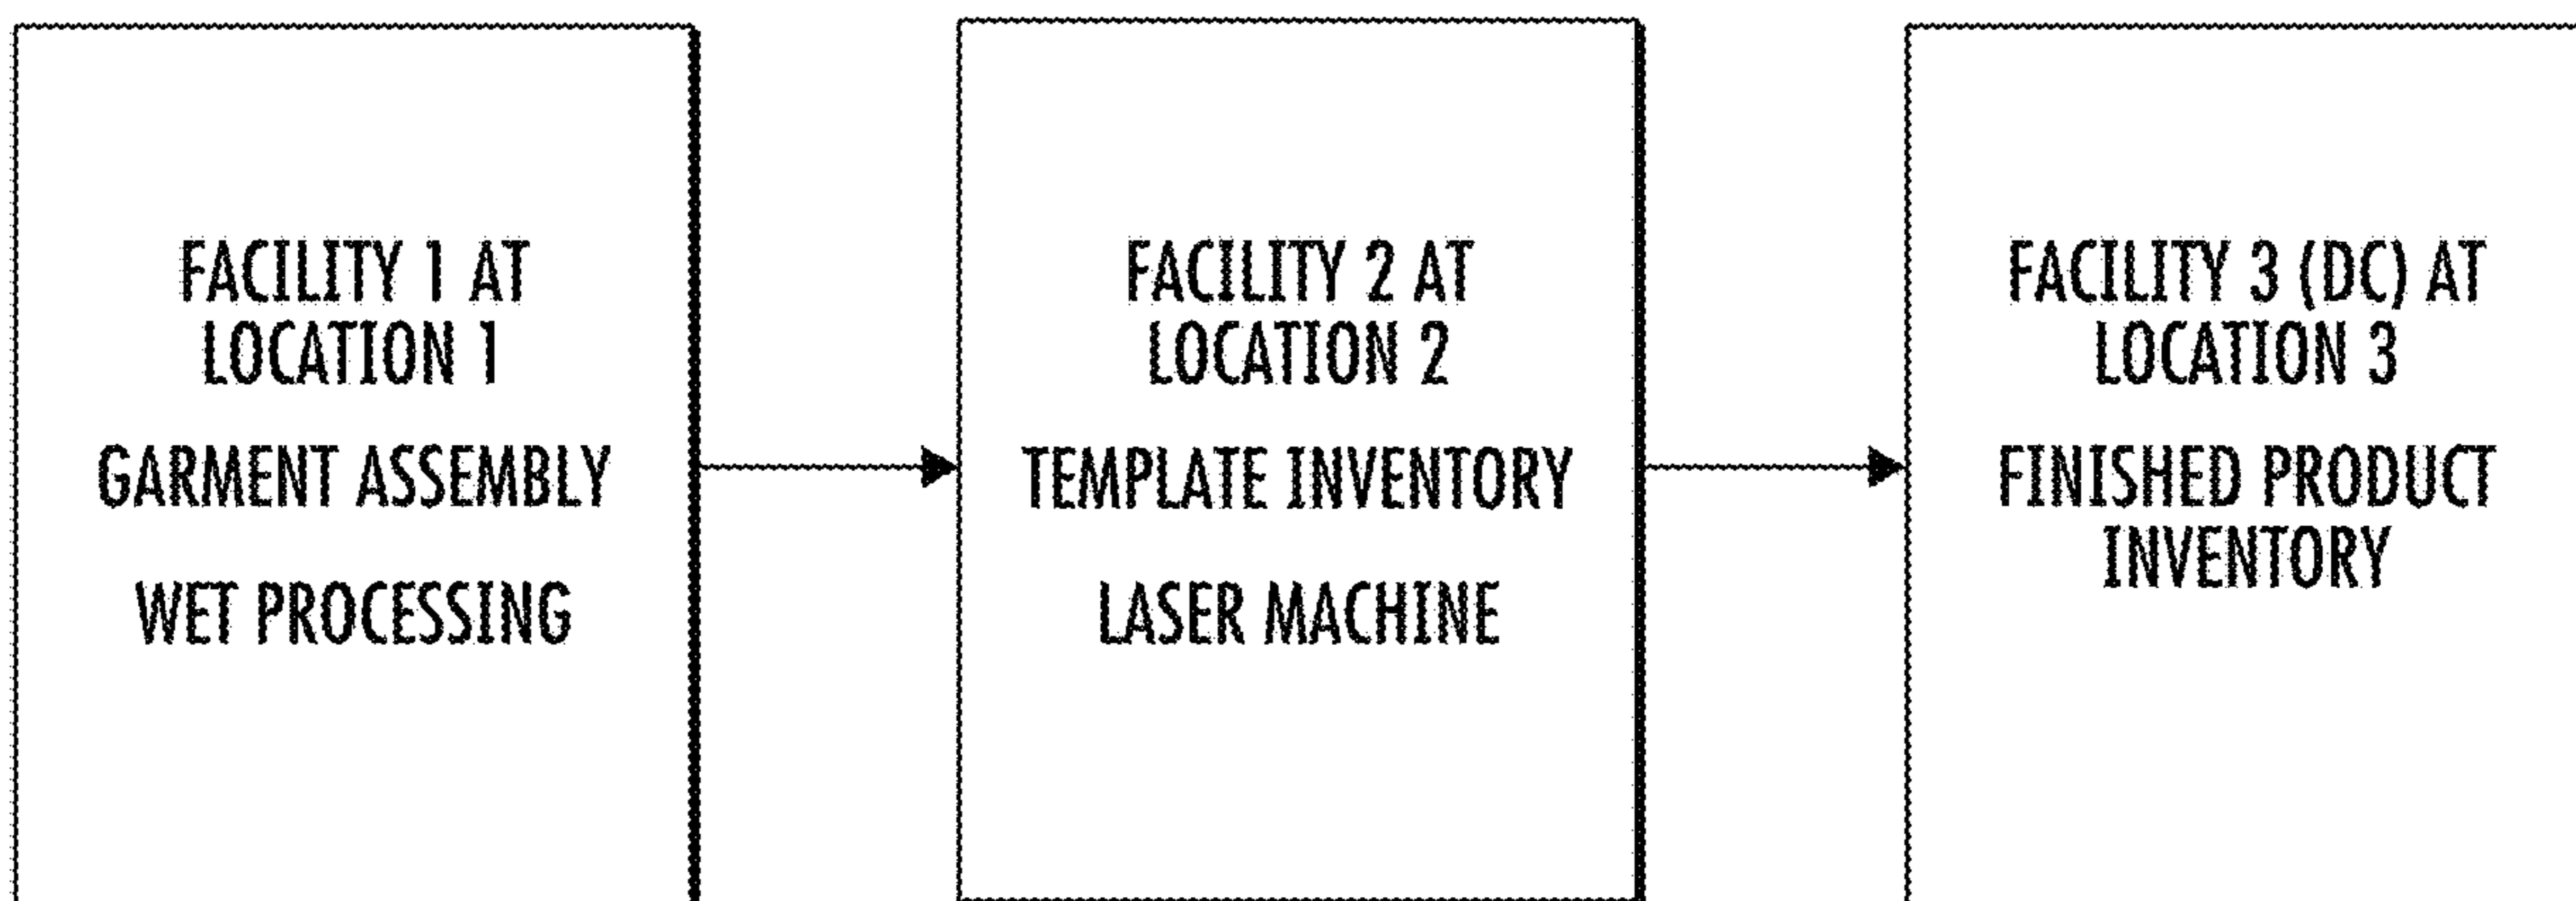 FACILITY 1 AT
LOCATION 1
GARMENT ASSEMBLY
WET PROCESSING
FACILITY 2 AT
LOCATION 2
TEMPLATE INVENTORY
LASER MACHINE
FACILITY 3 (DC) AT
LOCATION 3
FINISHED PRODUCT
INVENTORY